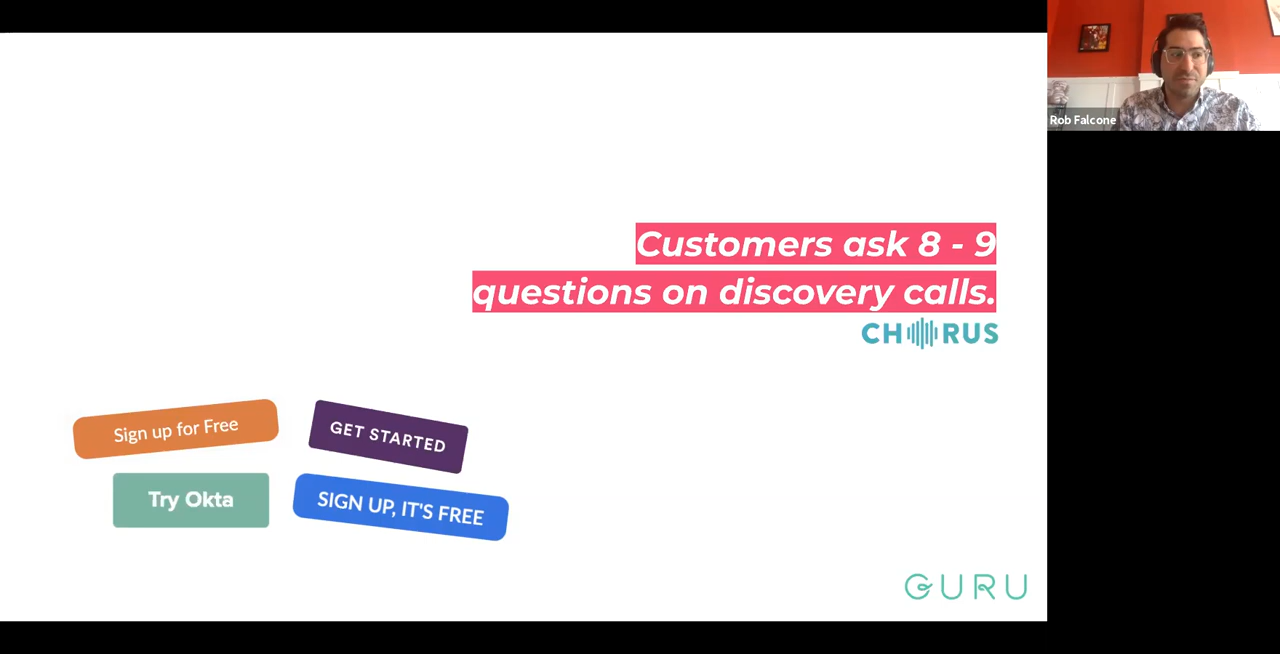 Rob Falcone
Customers ask 8 - 9
questions on discovery calls.
CHORUS
Sign up for Free
GET STARTED
Try Okta
SIGN UP, IT'S FREE
GURU